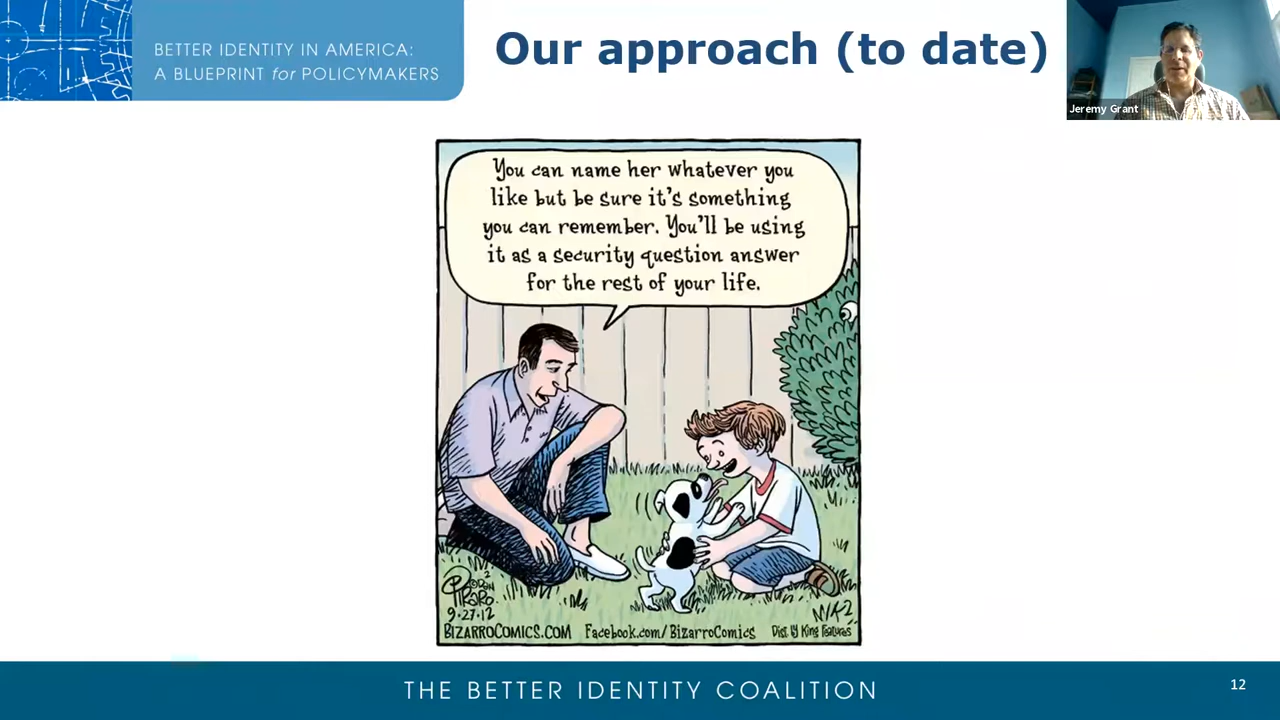 BETTER IDENTITY IN AMERICA:
A BLUEPRINT for POLICYMAKERS
Our approach (to date)
Jeremy Grant
You can name her whatever you
like but be sure it's something
you can remember. You'll be using
it as a security question answer
for the rest of your life.
9·27·12
BIZARROCOMICS.COM Facebook.com/BizarroComics Dist. by King Features
THE BETTER IDENTITY COALITION
12